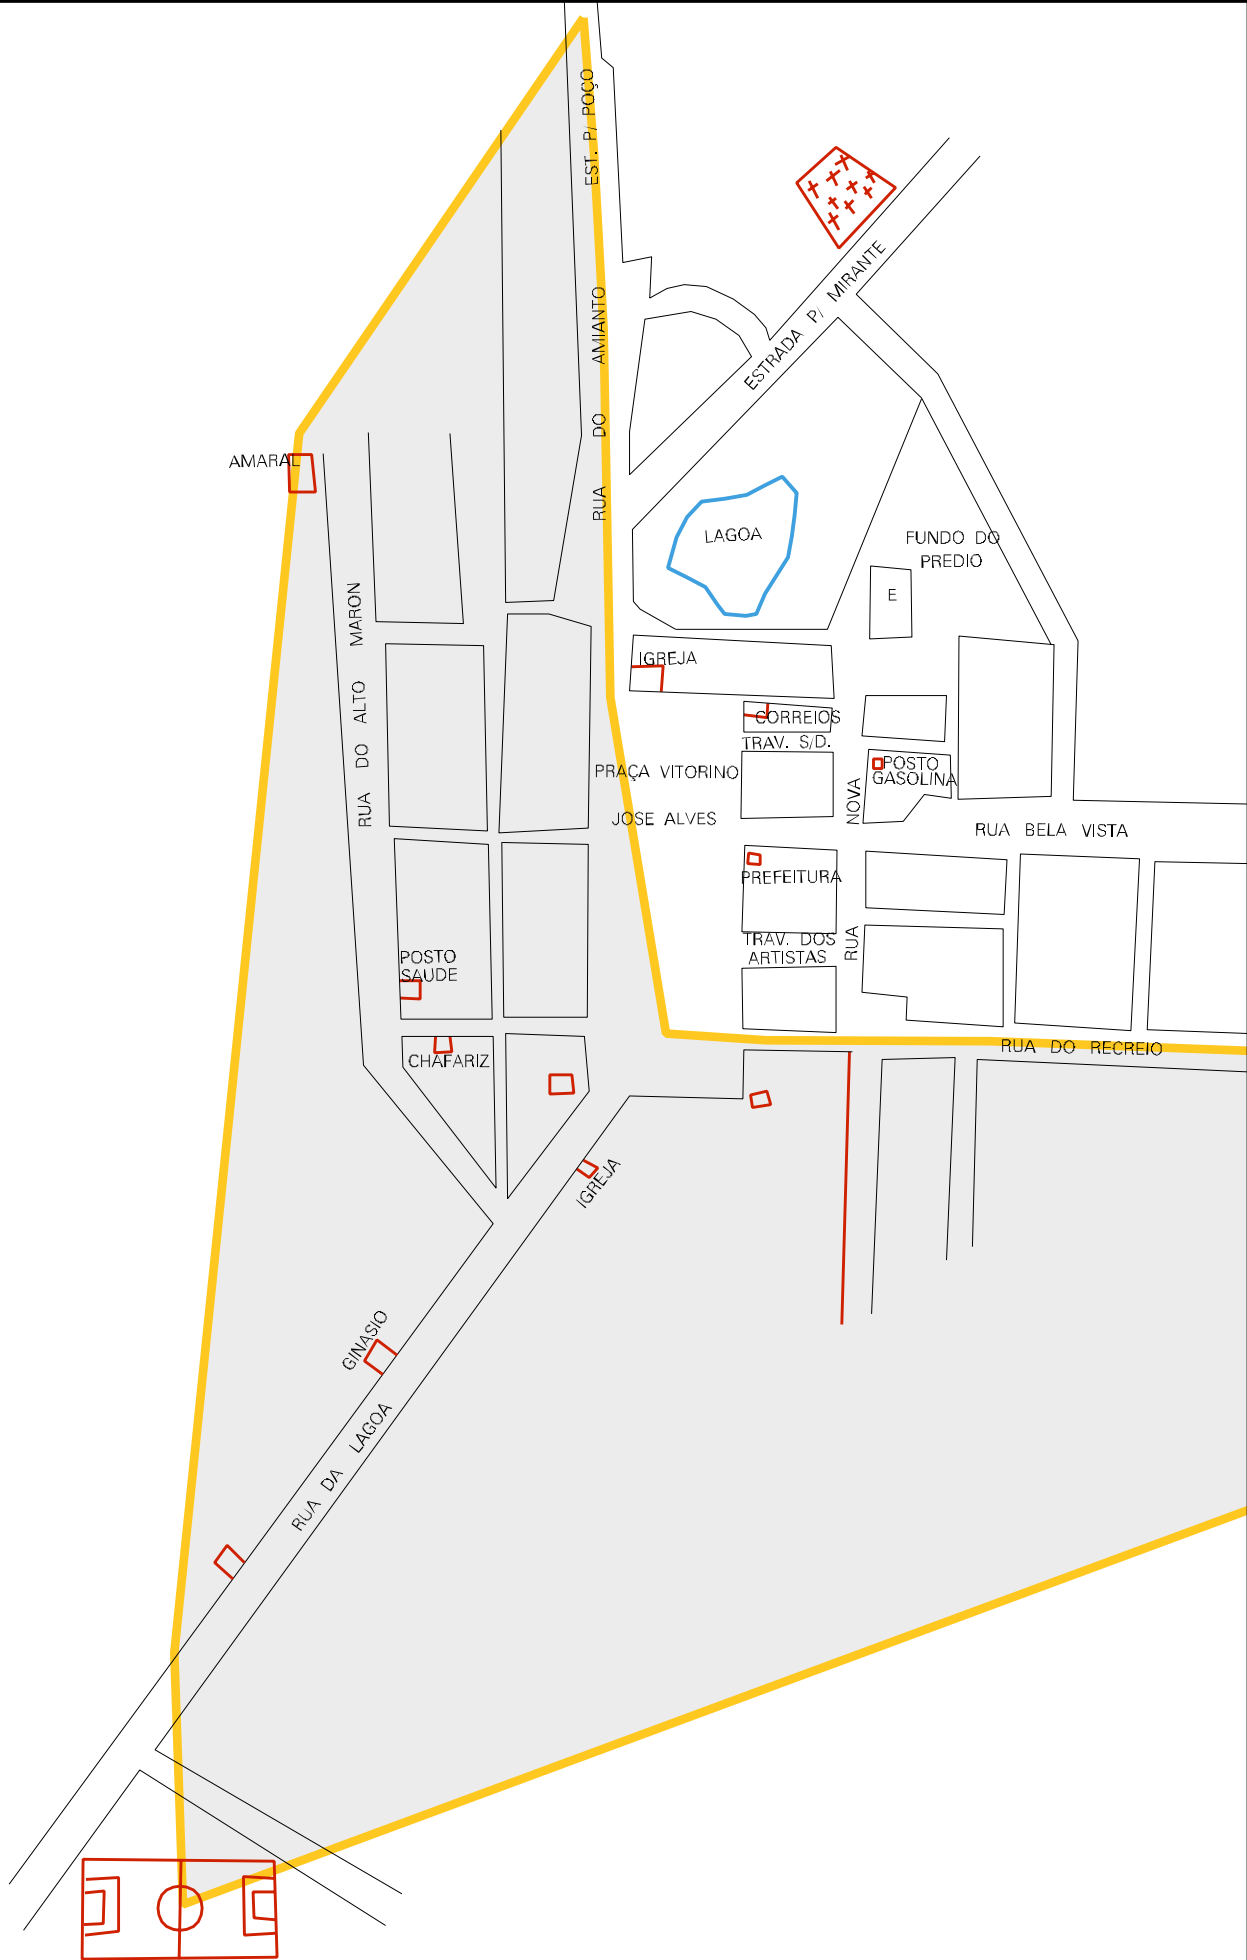 EST. P/ POÇO
ESTRADA P/ MIRANTE
RUA DO AMIANTO
AMARAL
LAGOA
FUNDO DO
PREDIO
E
RUA DO ALTO MARON
IGREJA
CORREIOS
TRAV. S/D.
PRAÇA VITORINO
JOSE ALVES
POSTO
GASOLINA
RUA NOVA
RUA BELA VISTA
PREFEITURA
TRAV. DOS
ARTISTAS
POSTO
SAUDE
RUA DO RECREIO
CHAFARIZ
IGREJA
GINASIO
RUA DA LAGOA